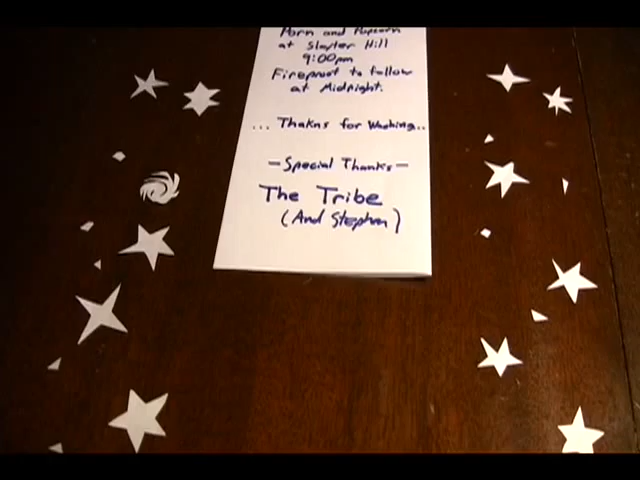 Porn and Popcorn
at Slayter Hill
9:00pm
Fireproof to follow
at Midnight.
... Thakns for Waching..
-Special Thanks-
The Tribe
(And Stephen)